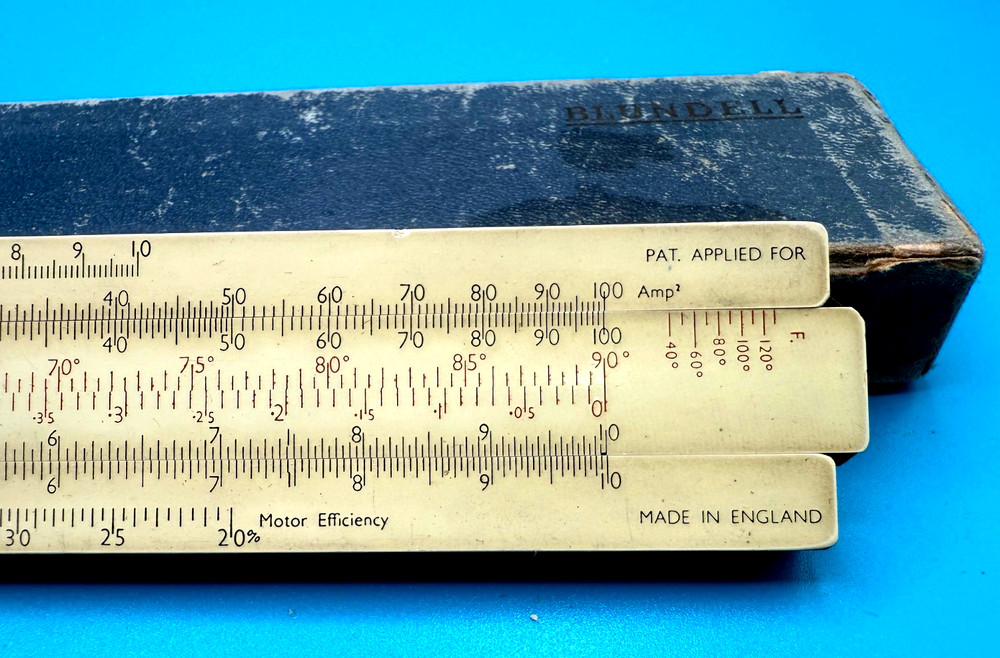 BLUNDELL
8 9 10 PAT. APPLIED FOR
40 50 60 70 80 90 100 Amp²
40 50 60 70 80 90 100 40° 60° 80° 100° 120° F.
70° 75° 80° 85° 90°
.35 .3 .25 .2 .15 .1 .05 0
6 7 8 9 10
6 7 8 9 10
Motor Efficiency MADE IN ENGLAND
30 25 20%